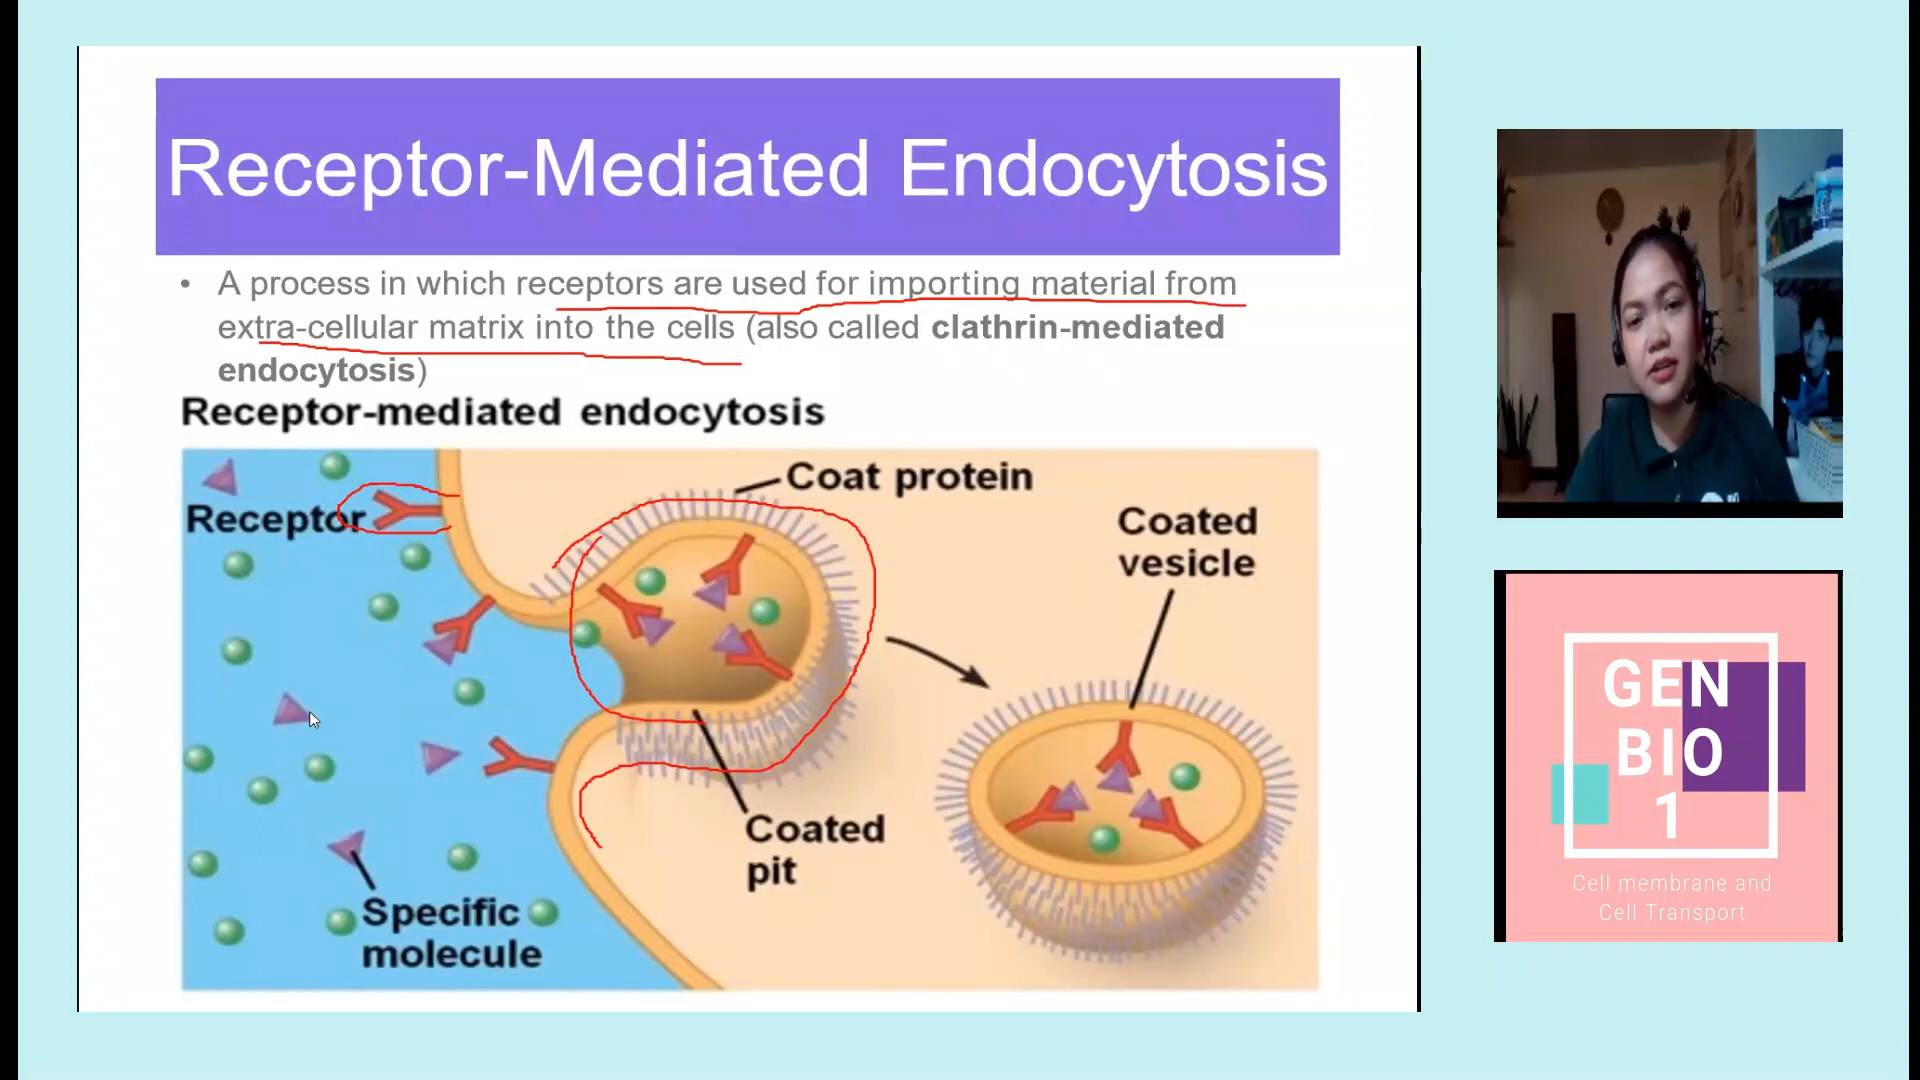 Receptor-Mediated Endocytosis
• A process in which receptors are used for importing material from
extra-cellular matrix into the cells (also called clathrin-mediated
endocytosis)
Receptor-mediated endocytosis
Coat protein
Receptor
Coated
vesicle
Coated
pit
Specific
molecule
GEN
BIO
1
Cell membrane and
Cell Transport